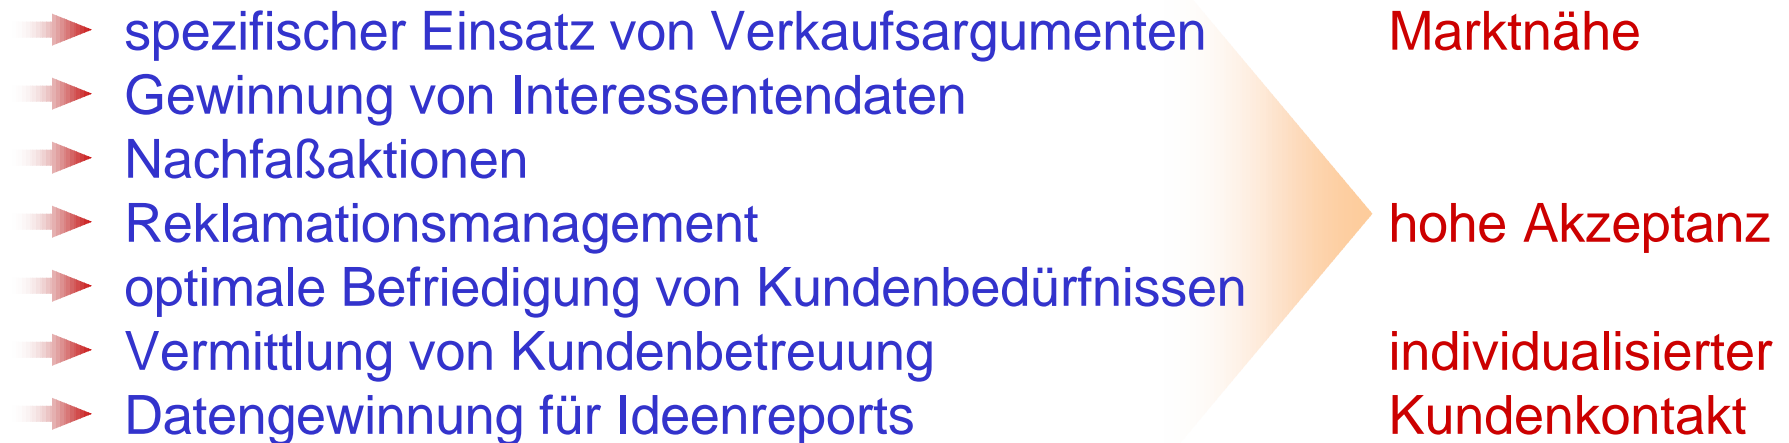 spezifischer Einsatz von Verkaufsargumenten
Gewinnung von Interessentendaten
Nachfaßaktionen
Reklamationsmanagement
optimale Befriedigung von Kundenbedürfnissen
Vermittlung von Kundenbetreuung
Datengewinnung für Ideenreports
Marktnähe
hohe Akzeptanz
individualisierter
Kundenkontakt